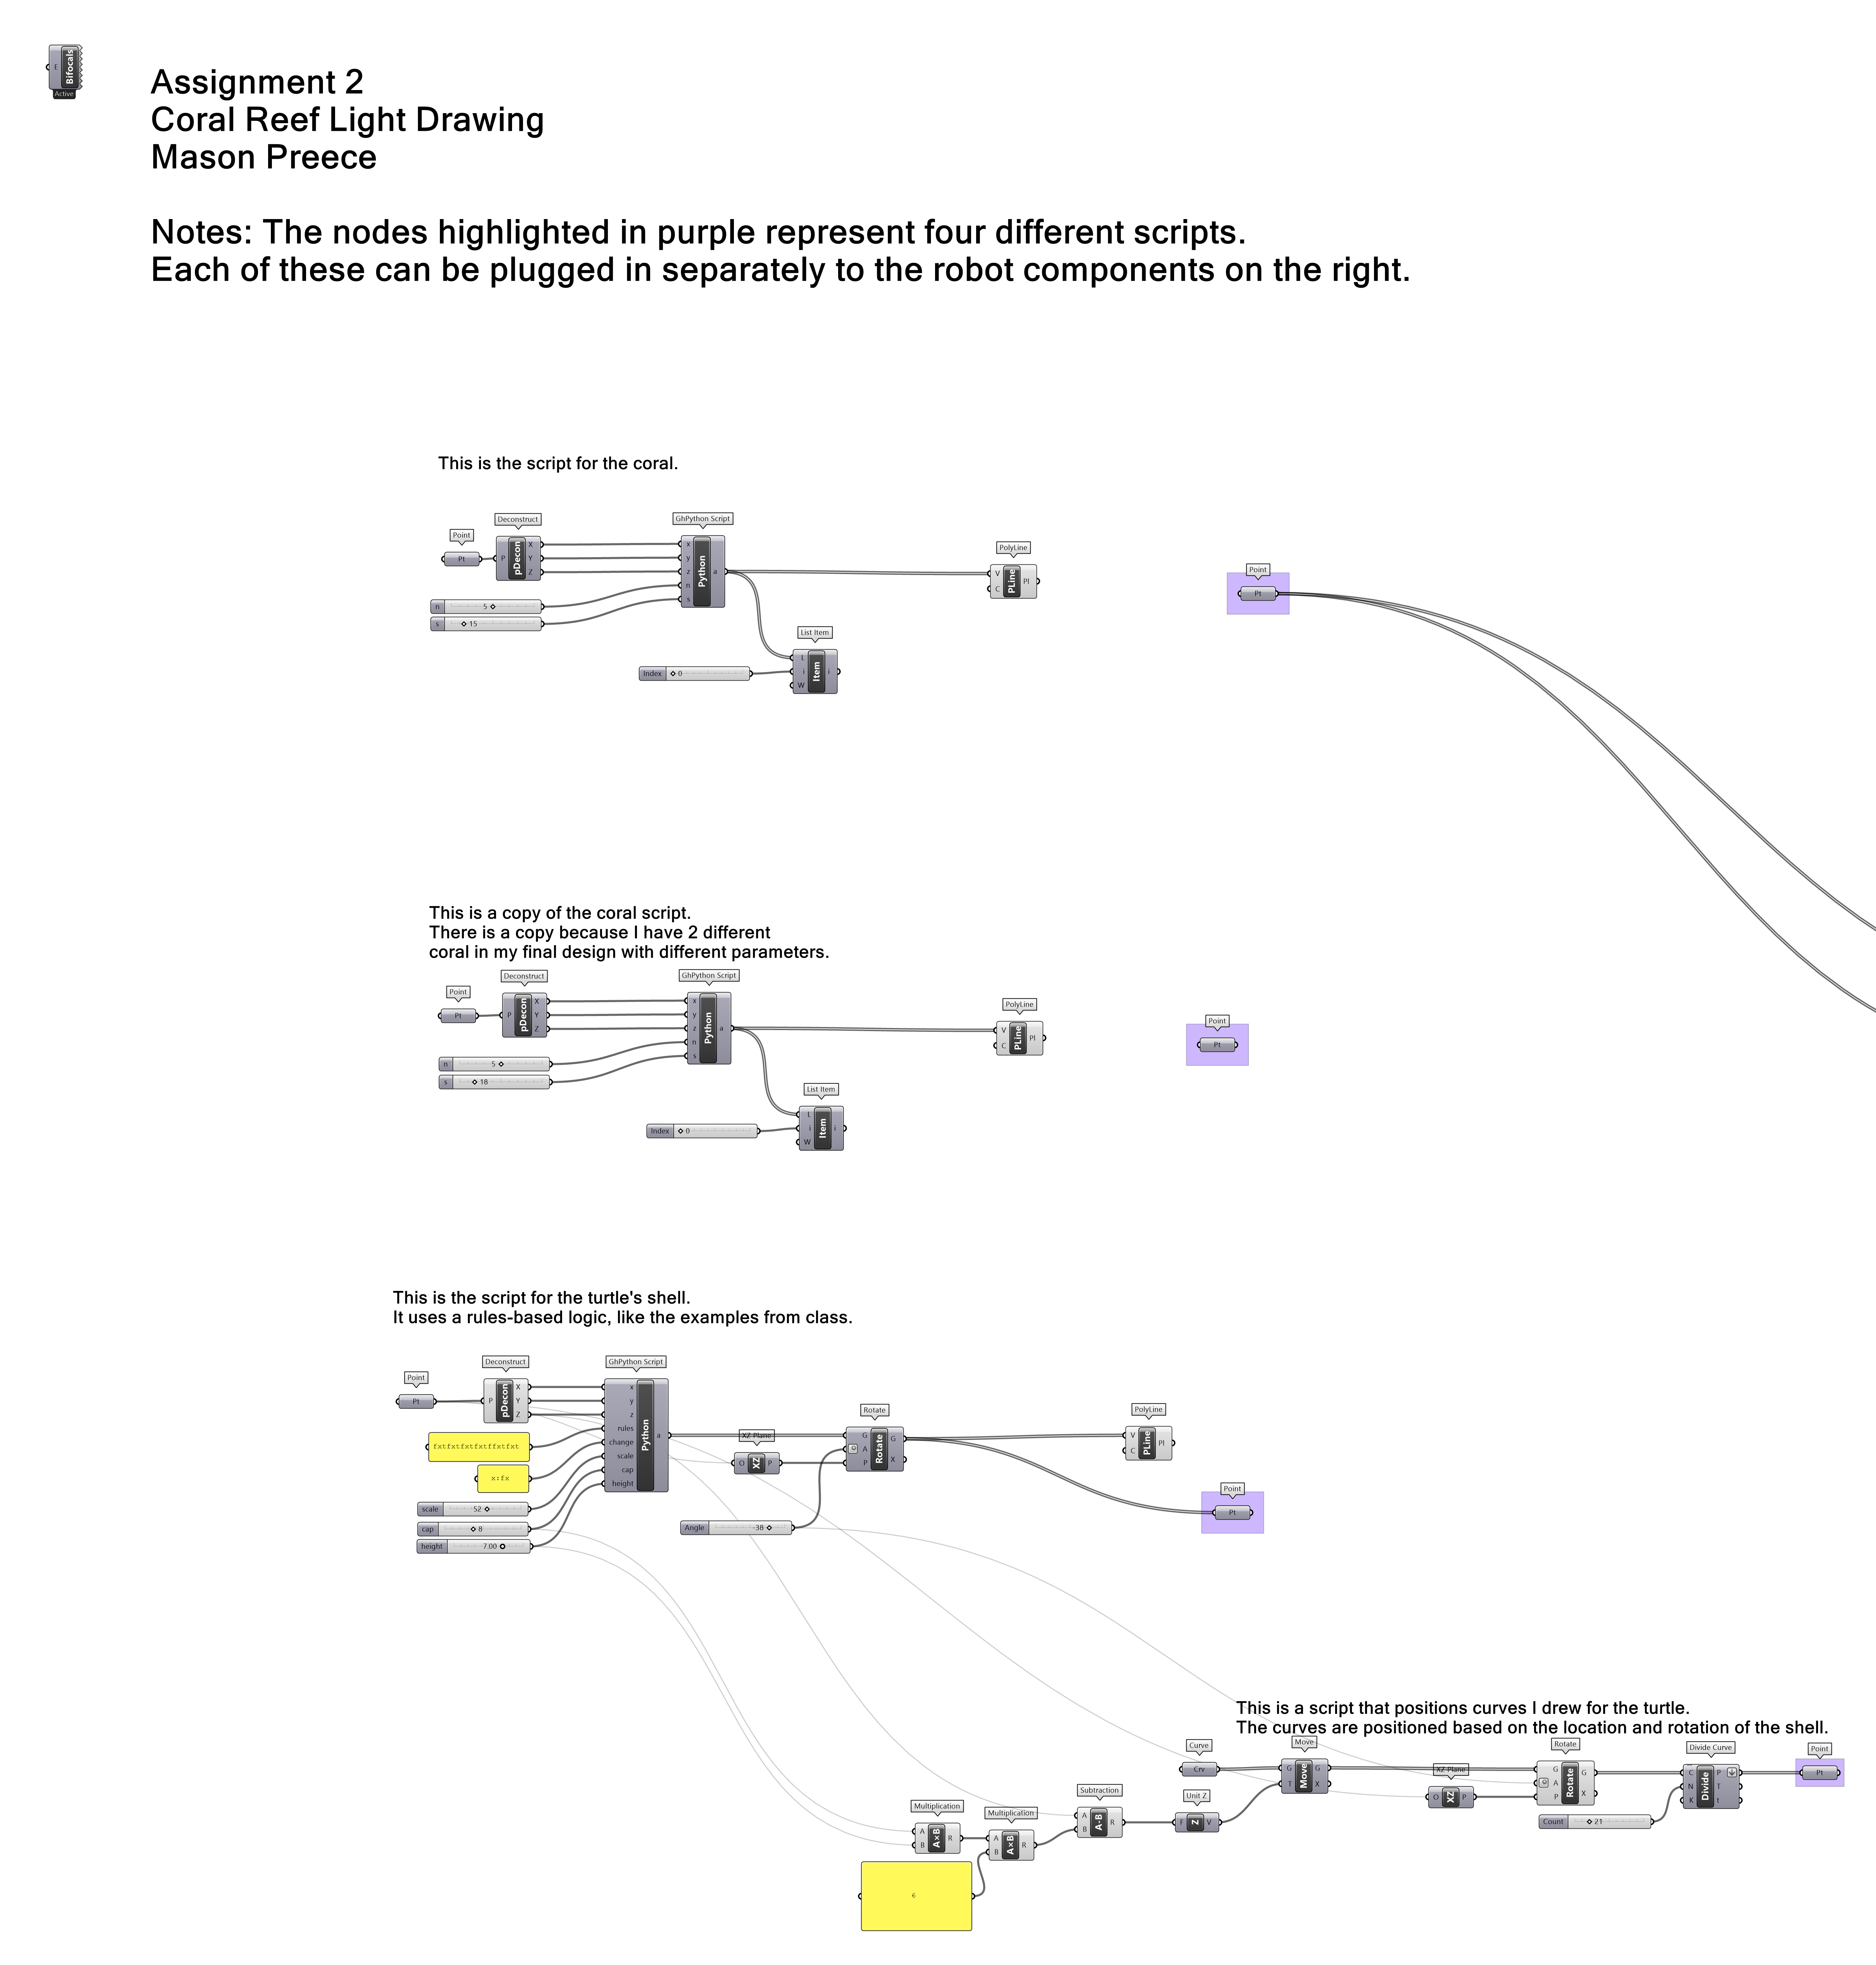 Bifocals
E
Active
Assignment 2
Coral Reef Light Drawing
Mason Preece
Notes: The nodes highlighted in purple represent four different scripts.
Each of these can be plugged in separately to the robot components on the right.
This is the script for the coral.
Point
Pt
Deconstruct
P
pDecon
X
Y
Z
GhPython Script
x
y
z
n
s
Python
a
n 5
s 15
PolyLine
V
C
PLine
Pl
Point
Pt
List Item
L
i
W
Item
i
Index 0
This is a copy of the coral script.
There is a copy because I have 2 different
coral in my final design with different parameters.
Point
Pt
Deconstruct
P
pDecon
X
Y
Z
GhPython Script
x
y
z
n
s
Python
a
n 5
s 18
PolyLine
V
C
PLine
Pl
Point
Pt
List Item
L
i
W
Item
i
Index 0
This is the script for the turtle's shell.
It uses a rules-based logic, like the examples from class.
Point
Pt
Deconstruct
P
pDecon
X
Y
Z
GhPython Script
x
y
z
rules
change
scale
cap
height
Python
a
fxtfxtfxtfxtffxtfxt
x:fx
scale 52
cap 8
height 7.00
XZ Plane
O
XZ
P
Angle -38
Rotate
G
A
P
Rotate
G
X
PolyLine
V
C
PLine
Pl
Point
Pt
This is a script that positions curves I drew for the turtle.
The curves are positioned based on the location and rotation of the shell.
Multiplication
A
B
A×B
R
Multiplication
A
B
A×B
R
6
Subtraction
A
B
A-B
R
Unit Z
F
Z
V
Curve
Crv
Move
G
T
Move
G
X
XZ Plane
O
XZ
P
Rotate
G
A
P
Rotate
G
X
Count 21
Divide Curve
C
N
K
Divide
P
T
t
Point
Pt